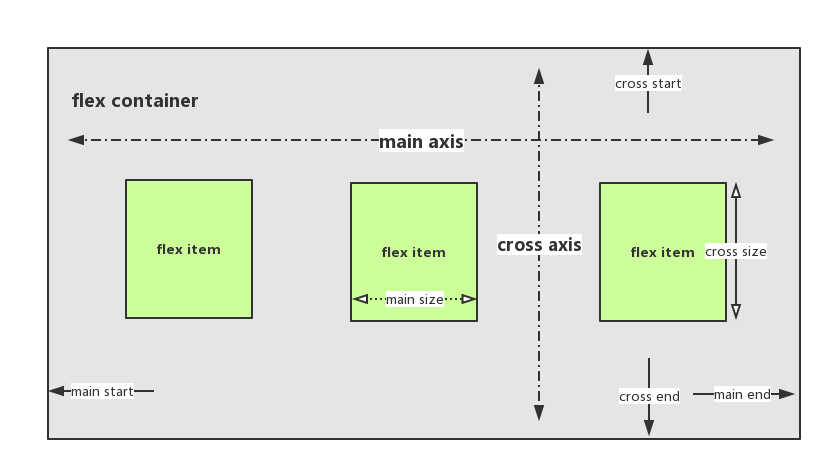 cross start
flex container
main axis
cross axis
flex item
flex item
flex item
cross size
main size
main start
cross end
main end